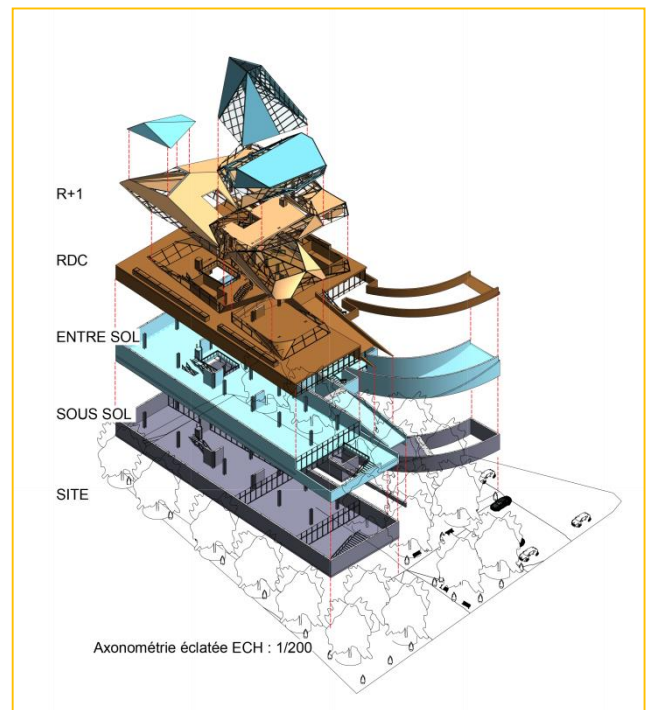 R+1
RDC
ENTRE SOL
SOUS SOL
SITE
Axonométrie éclatée ECH : 1/200